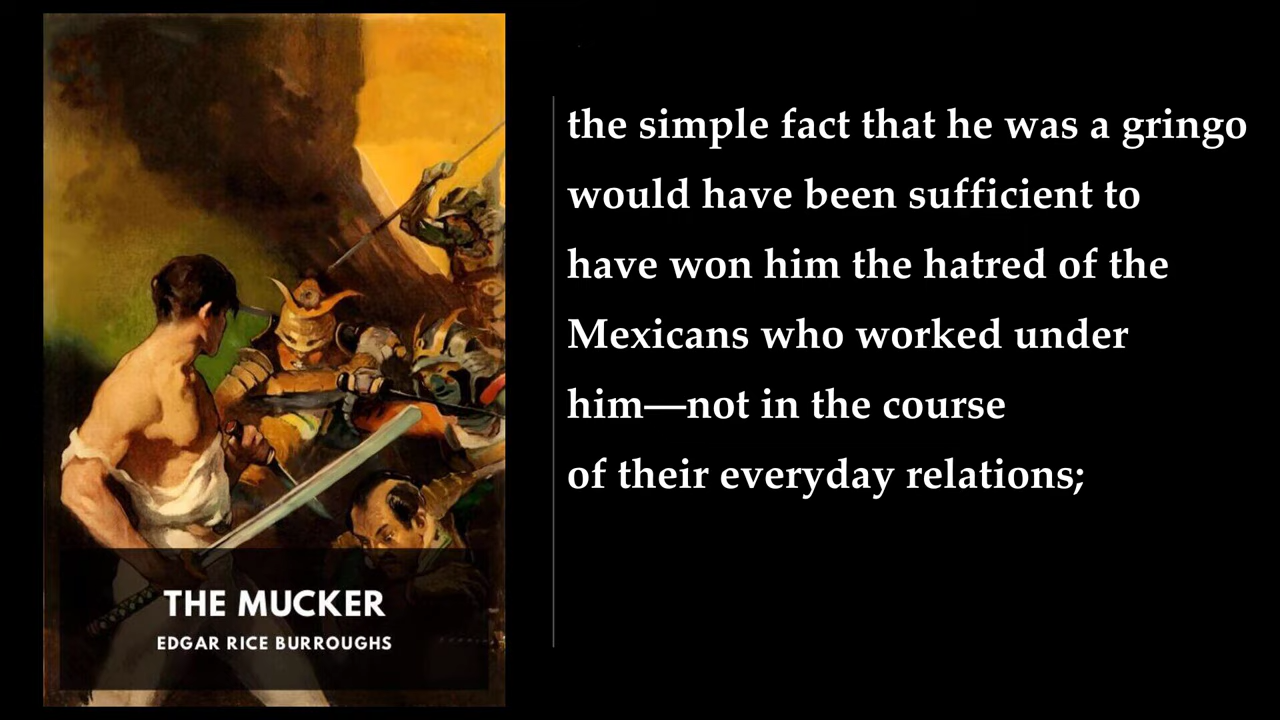 the simple fact that he was a gringo
would have been sufficient to
have won him the hatred of the
Mexicans who worked under
him—not in the course
of their everyday relations;
THE MUCKER
EDGAR RICE BURROUGHS